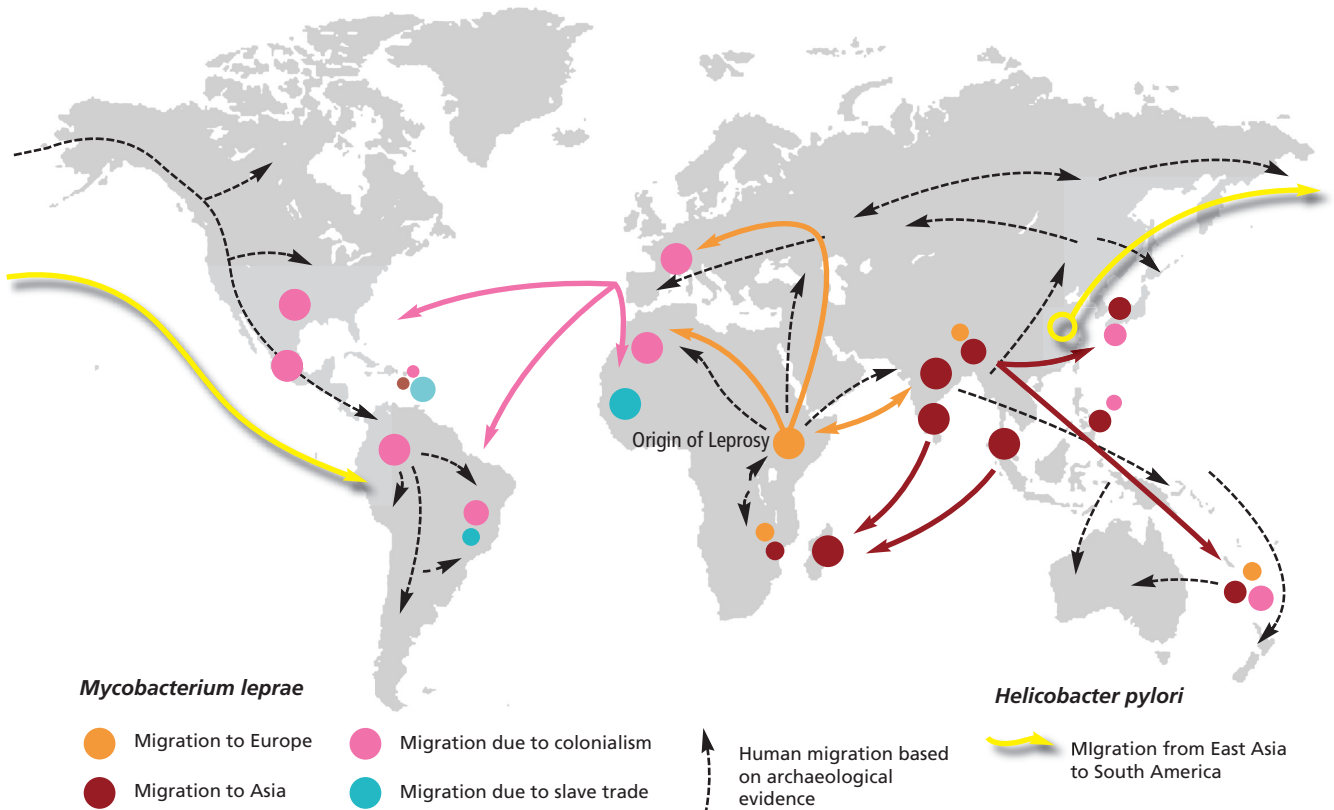 Origin of Leprosy
Mycobacterium leprae
Migration to Europe
Migration to Asia
Migration due to colonialism
Migration due to slave trade
Human migration based
on archaeological
evidence
Helicobacter pylori
MIgration from East Asia
to South America